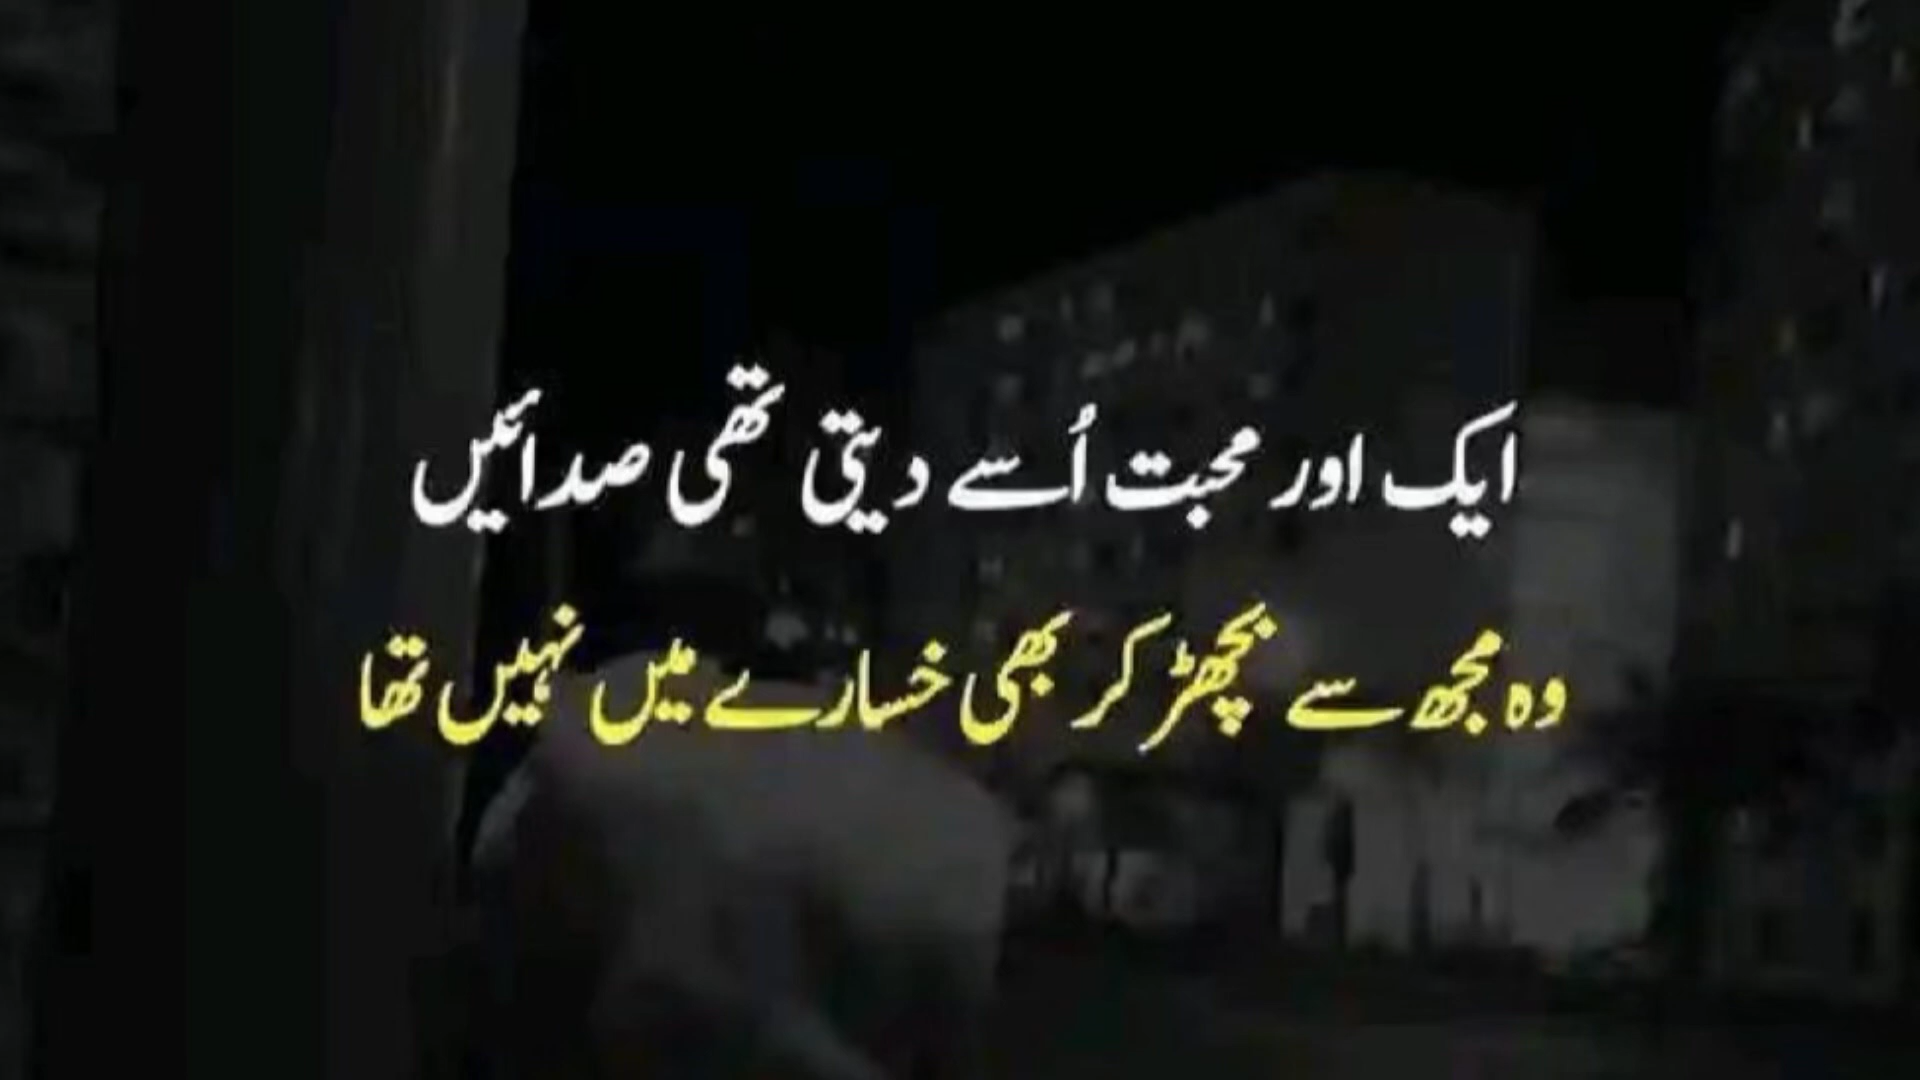 ایک اور محبت اُسے دیتی تھی صدائیں
وہ مجھ سے بچھڑ کر بھی خسارے میں نہیں تھا